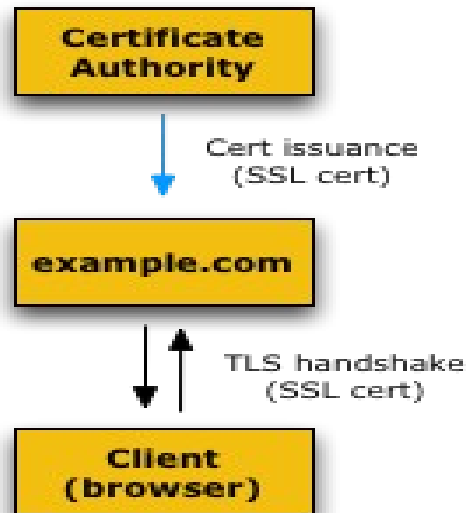 Certificate
Authority
Cert issuance
(SSL cert)
example.com
TLS handshake
(SSL cert)
Client
(browser)